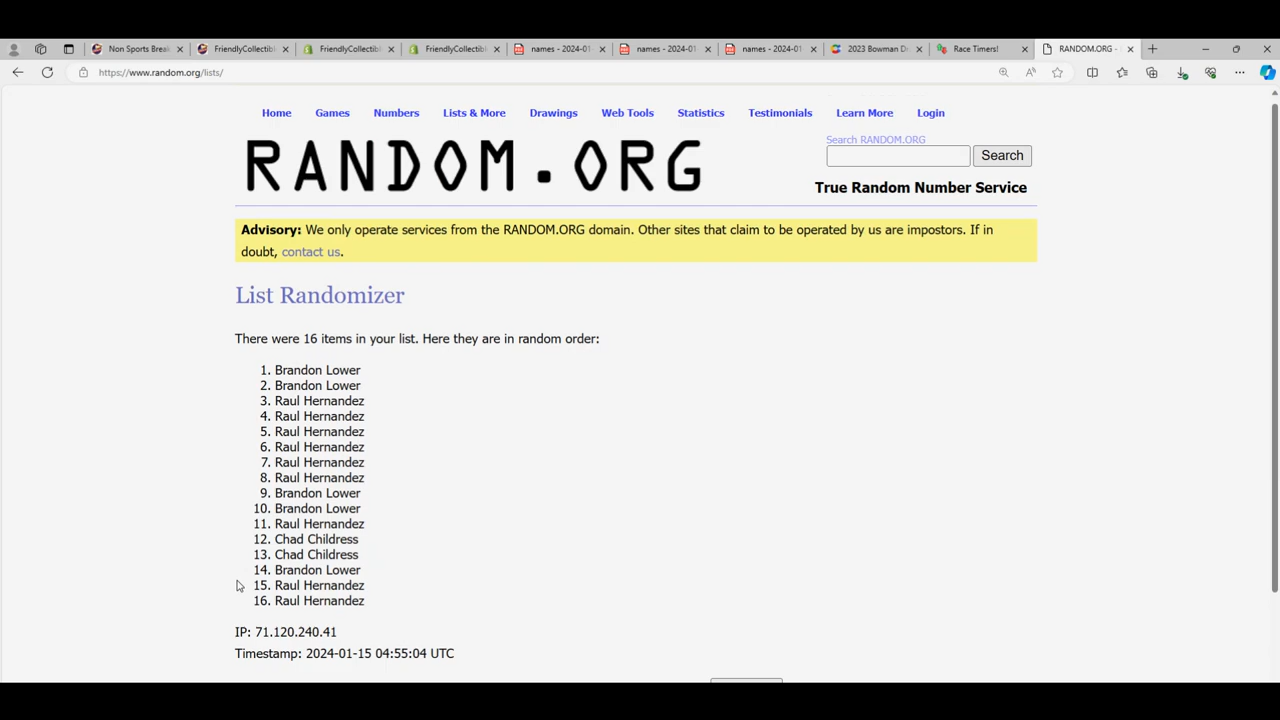 Non Sports Brea
FriendlyCollectib
FriendlyCollectib
FriendlyCollectib
names - 2024-01
names - 2024-01
names - 2024-01
2023 Bowman Dr
Race Timers!
RANDOM.ORG -
https://www.random.org/lists/
Home Games Numbers Lists & More Drawings Web Tools Statistics Testimonials Learn More Login
RANDOM.ORG
Search RANDOM.ORG
Search
True Random Number Service
Advisory: We only operate services from the RANDOM.ORG domain. Other sites that claim to be operated by us are impostors. If in
doubt, contact us.
List Randomizer
There were 16 items in your list. Here they are in random order:
1. Brandon Lower
2. Brandon Lower
3. Raul Hernandez
4. Raul Hernandez
5. Raul Hernandez
6. Raul Hernandez
7. Raul Hernandez
8. Raul Hernandez
9. Brandon Lower
10. Brandon Lower
11. Raul Hernandez
12. Chad Childress
13. Chad Childress
14. Brandon Lower
15. Raul Hernandez
16. Raul Hernandez
IP: 71.120.240.41
Timestamp: 2024-01-15 04:55:04 UTC